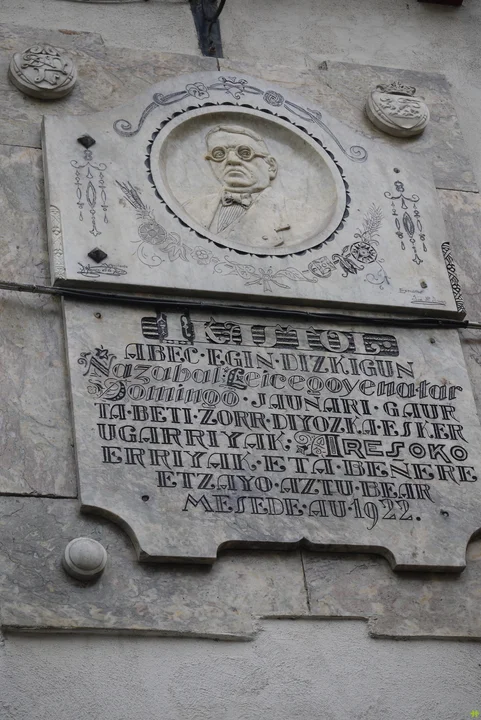 ABEC·EGIN·DIZKIGUN
Nazabal Leicegoyenatar
Domingo·JAUNARI·GAUR
TA·BETI·ZORR·DIYOZKA·ESKER
UGARRIYAK·ARESOKO
ERRIYAK·ETA·BENERE
ETZAYO·AZTU·BEAR
MESEDE·AU·1922.